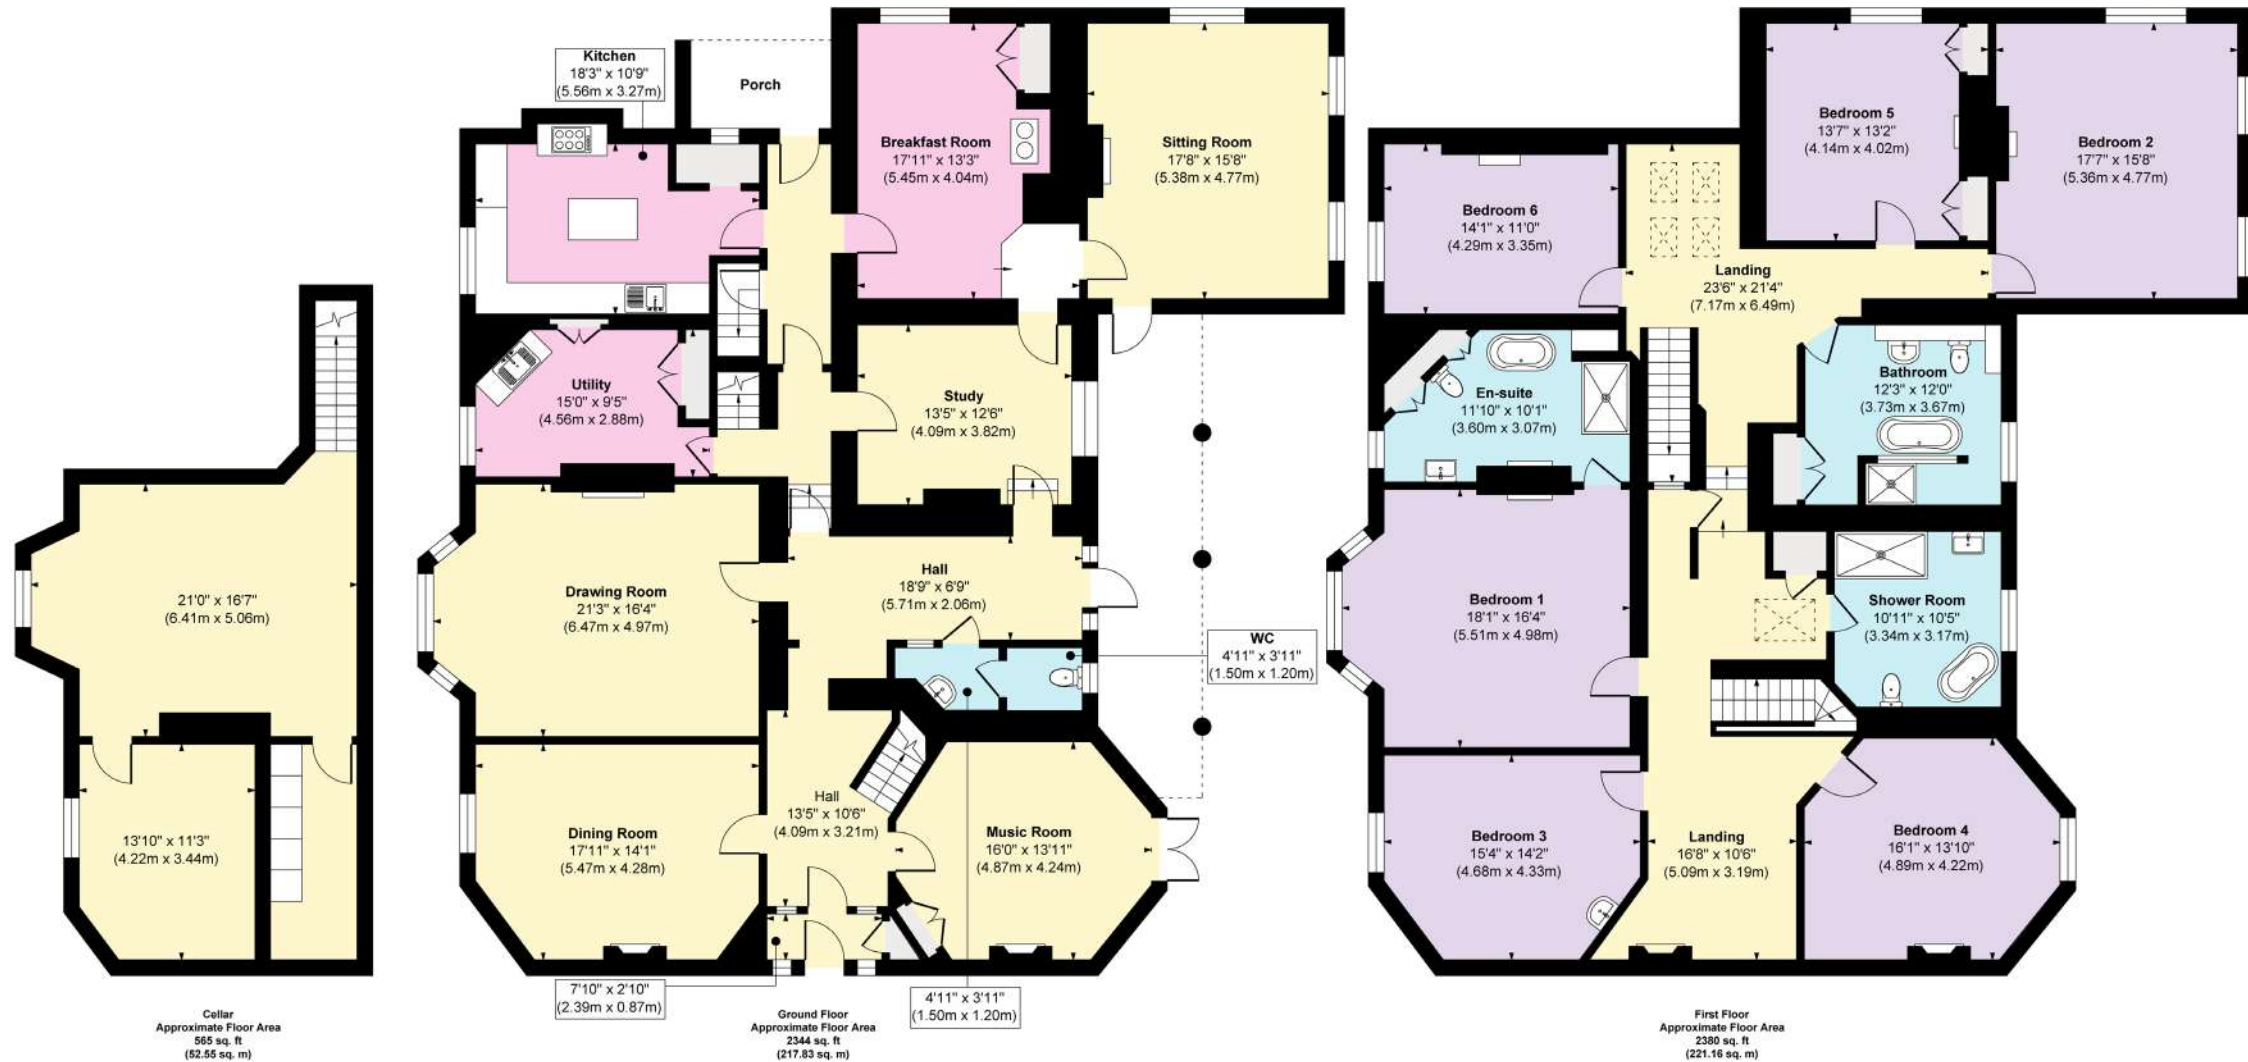 Kitchen
18'3" x 10'9"
(5.56m x 3.27m)
Porch
Breakfast Room
17'11" x 13'3"
(5.45m x 4.04m)
Sitting Room
17'8" x 15'8"
(5.38m x 4.77m)
Utility
15'0" x 9'5"
(4.56m x 2.88m)
Study
13'5" x 12'6"
(4.09m x 3.82m)
Drawing Room
21'3" x 16'4"
(6.47m x 4.97m)
Hall
18'9" x 6'9"
(5.71m x 2.06m)
WC
4'11" x 3'11"
(1.50m x 1.20m)
Dining Room
17'11" x 14'1"
(5.47m x 4.28m)
Hall
13'5" x 10'6"
(4.09m x 3.21m)
Music Room
16'0" x 13'11"
(4.87m x 4.24m)
7'10" x 2'10"
(2.39m x 0.87m)
4'11" x 3'11"
(1.50m x 1.20m)
Ground Floor
Approximate Floor Area
2344 sq. ft
(217.83 sq. m)
21'0" x 16'7"
(6.41m x 5.06m)
13'10" x 11'3"
(4.22m x 3.44m)
Cellar
Approximate Floor Area
565 sq. ft
(52.55 sq. m)
Bedroom 5
13'7" x 13'2"
(4.14m x 4.02m)
Bedroom 2
17'7" x 15'8"
(5.36m x 4.77m)
Bedroom 6
14'1" x 11'0"
(4.29m x 3.35m)
Landing
23'6" x 21'4"
(7.17m x 6.49m)
En-suite
11'10" x 10'1"
(3.60m x 3.07m)
Bathroom
12'3" x 12'0"
(3.73m x 3.67m)
Bedroom 1
18'1" x 16'4"
(5.51m x 4.98m)
Shower Room
10'11" x 10'5"
(3.34m x 3.17m)
Bedroom 3
15'4" x 14'2"
(4.68m x 4.33m)
Landing
16'8" x 10'6"
(5.09m x 3.19m)
Bedroom 4
16'1" x 13'10"
(4.89m x 4.22m)
First Floor
Approximate Floor Area
2380 sq. ft
(221.16 sq. m)